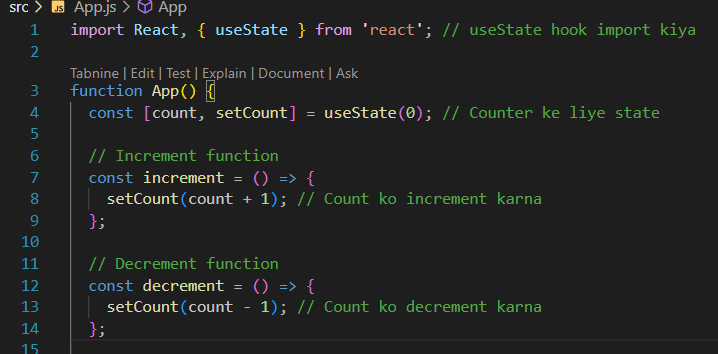 src > App.js > App
1 import React, { useState } from 'react'; // useState hook import kiya
2
Tabnine | Edit | Test | Explain | Document | Ask
3 function App() {
4   const [count, setCount] = useState(0); // Counter ke liye state
5
6   // Increment function
7   const increment = () => {
8     setCount(count + 1); // Count ko increment karna
9   };
10
11   // Decrement function
12   const decrement = () => {
13     setCount(count - 1); // Count ko decrement karna
14   };
15